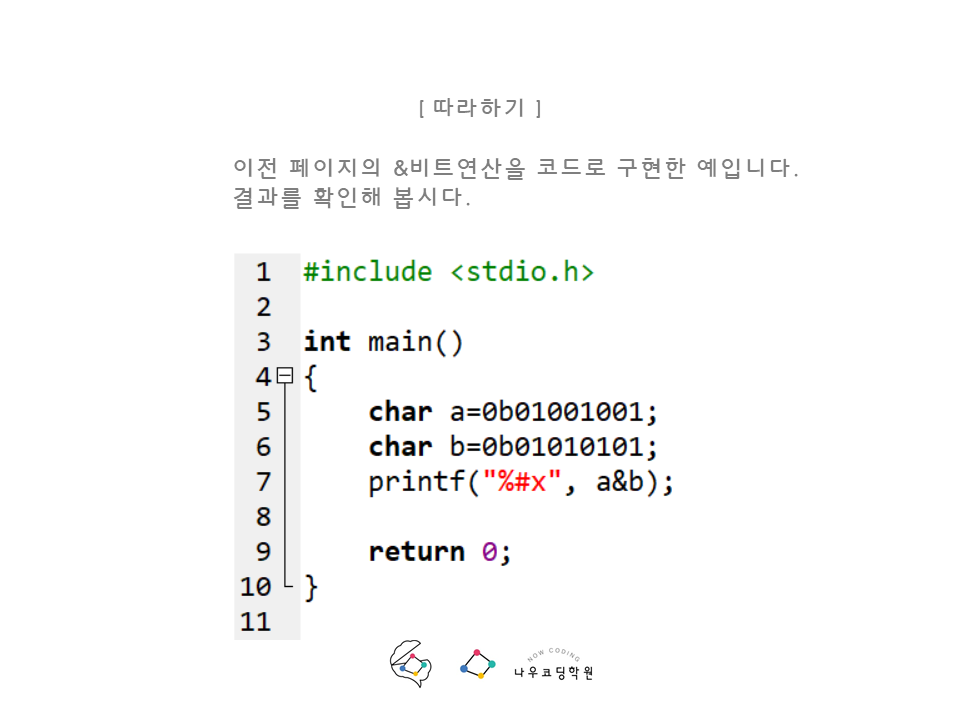 [ 따라하기 ]
이전 페이지의 &비트연산을 코드로 구현한 예입니다.
결과를 확인해 봅시다.
1 #include <stdio.h>
2
3 int main()
4 {
5 char a=0b01001001;
6 char b=0b01010101;
7 printf("%#x", a&b);
8
9 return 0;
10 }
11
NOW CODING
나우코딩학원